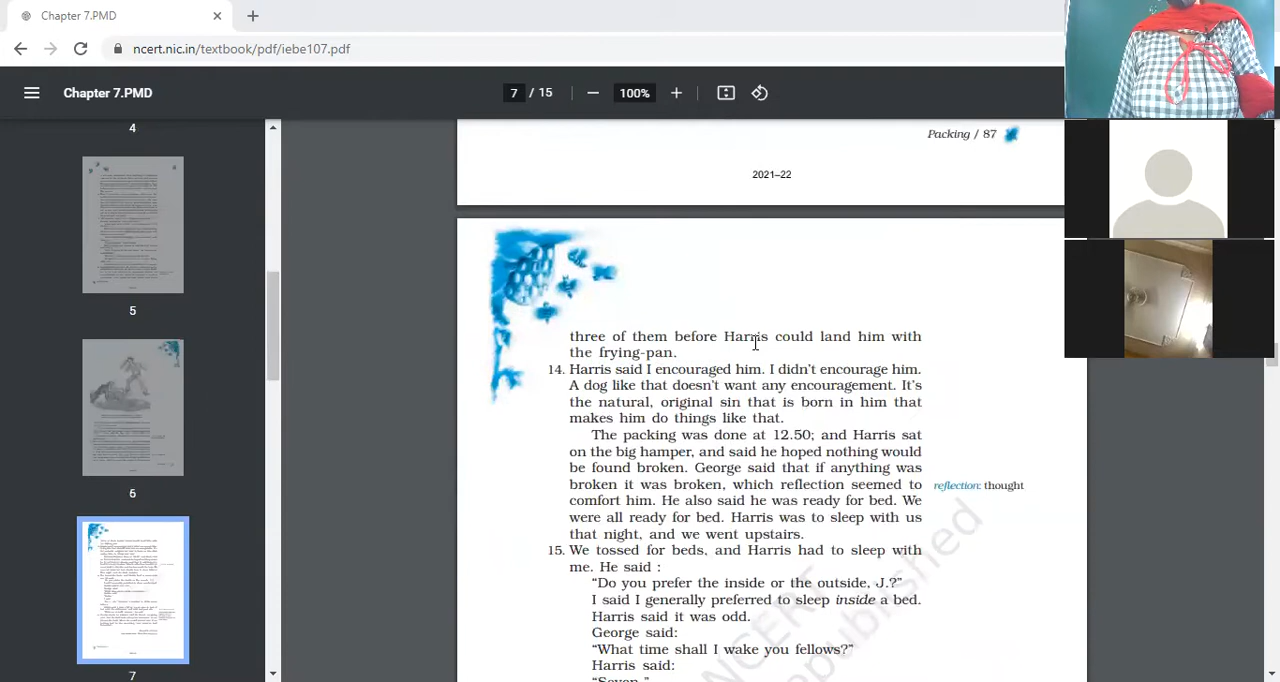 Chapter 7.PMD
ncert.nic.in/textbook/pdf/iebe107.pdf
Chapter 7.PMD
7 / 15
100%
4
5
6
7
Packing / 87
2021–22
three of them before Harris could land him with
the frying-pan.
14. Harris said I encouraged him. I didn't encourage him.
A dog like that doesn't want any encouragement. It's
the natural, original sin that is born in him that
makes him do things like that.
The packing was done at 12.50; and Harris sat
on the big hamper, and said he hoped nothing would
be found broken. George said that if anything was
broken it was broken, which reflection seemed to
comfort him. He also said he was ready for bed. We
were all ready for bed. Harris was to sleep with us
that night, and we went upstairs.
reflection: thought
15. We tossed for beds, and Harris had to sleep with
me. He said :
“Do you prefer the inside or the outside, J.?”
I said I generally preferred to sleep inside a bed.
Harris said it was odd.
George said:
“What time shall I wake you fellows?”
Harris said:
“Seven.”
NCERT
published